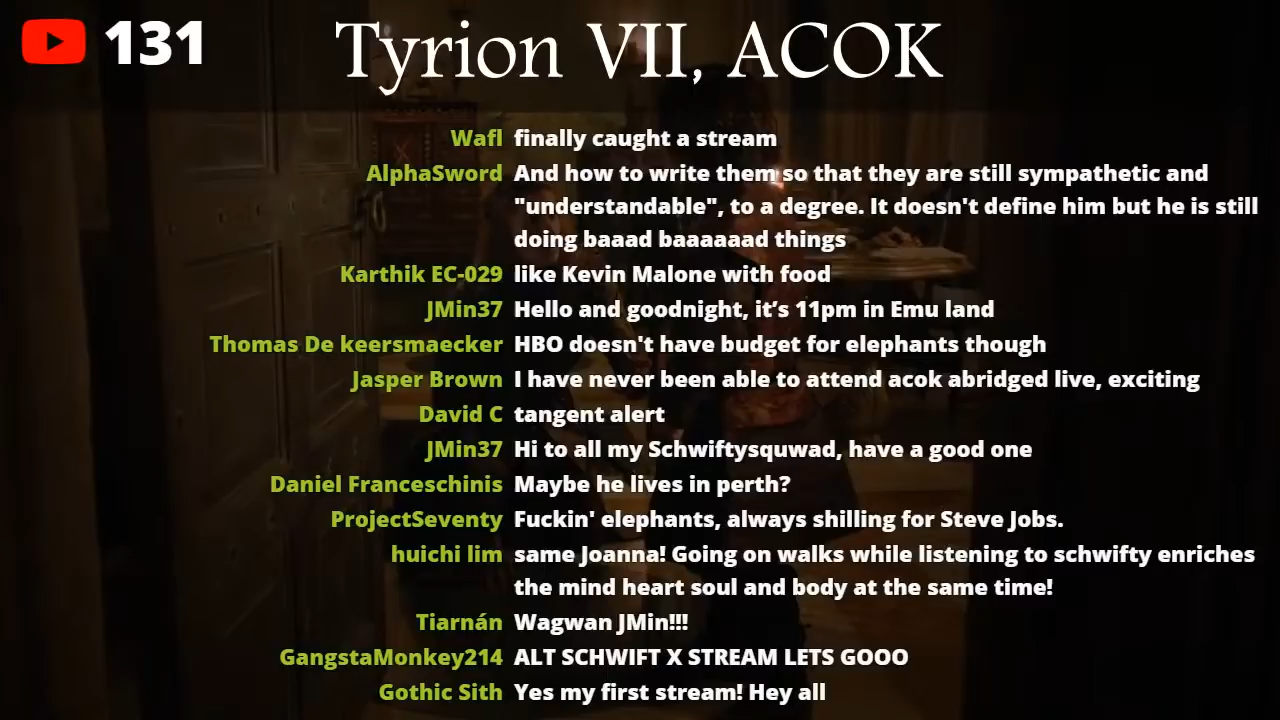 131 Tyrion VII, ACOK
Wafl finally caught a stream
AlphaSword And how to write them so that they are still sympathetic and
"understandable", to a degree. It doesn't define him but he is still
doing baaad baaaaaad things
Karthik EC-029 like Kevin Malone with food
JMin37 Hello and goodnight, it’s 11pm in Emu land
Thomas De keersmaecker HBO doesn't have budget for elephants though
Jasper Brown I have never been able to attend acok abridged live, exciting
David C tangent alert
JMin37 Hi to all my Schwiftysquwad, have a good one
Daniel Franceschinis Maybe he lives in perth?
ProjectSeventy Fuckin' elephants, always shilling for Steve Jobs.
huichi lim same Joanna! Going on walks while listening to schwifty enriches
the mind heart soul and body at the same time!
Tiarnán Wagwan JMin!!!
GangstaMonkey214 ALT SCHWIFT X STREAM LETS GOOO
Gothic Sith Yes my first stream! Hey all